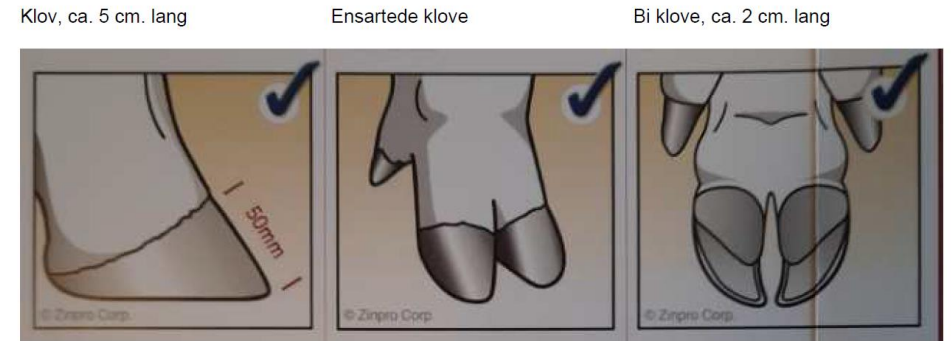 Klov, ca. 5 cm. lang
Ensartede klove
Bi klove, ca. 2 cm. lang
50mm
© Zinpro Corp.
© Zinpro Corp.
© Zinpro Corp.